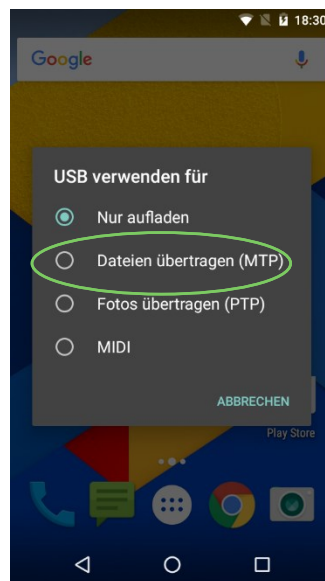 18:30
Google
USB verwenden für
Nur aufladen
Dateien übertragen (MTP)
Fotos übertragen (PTP)
MIDI
ABBRECHEN
Play Store